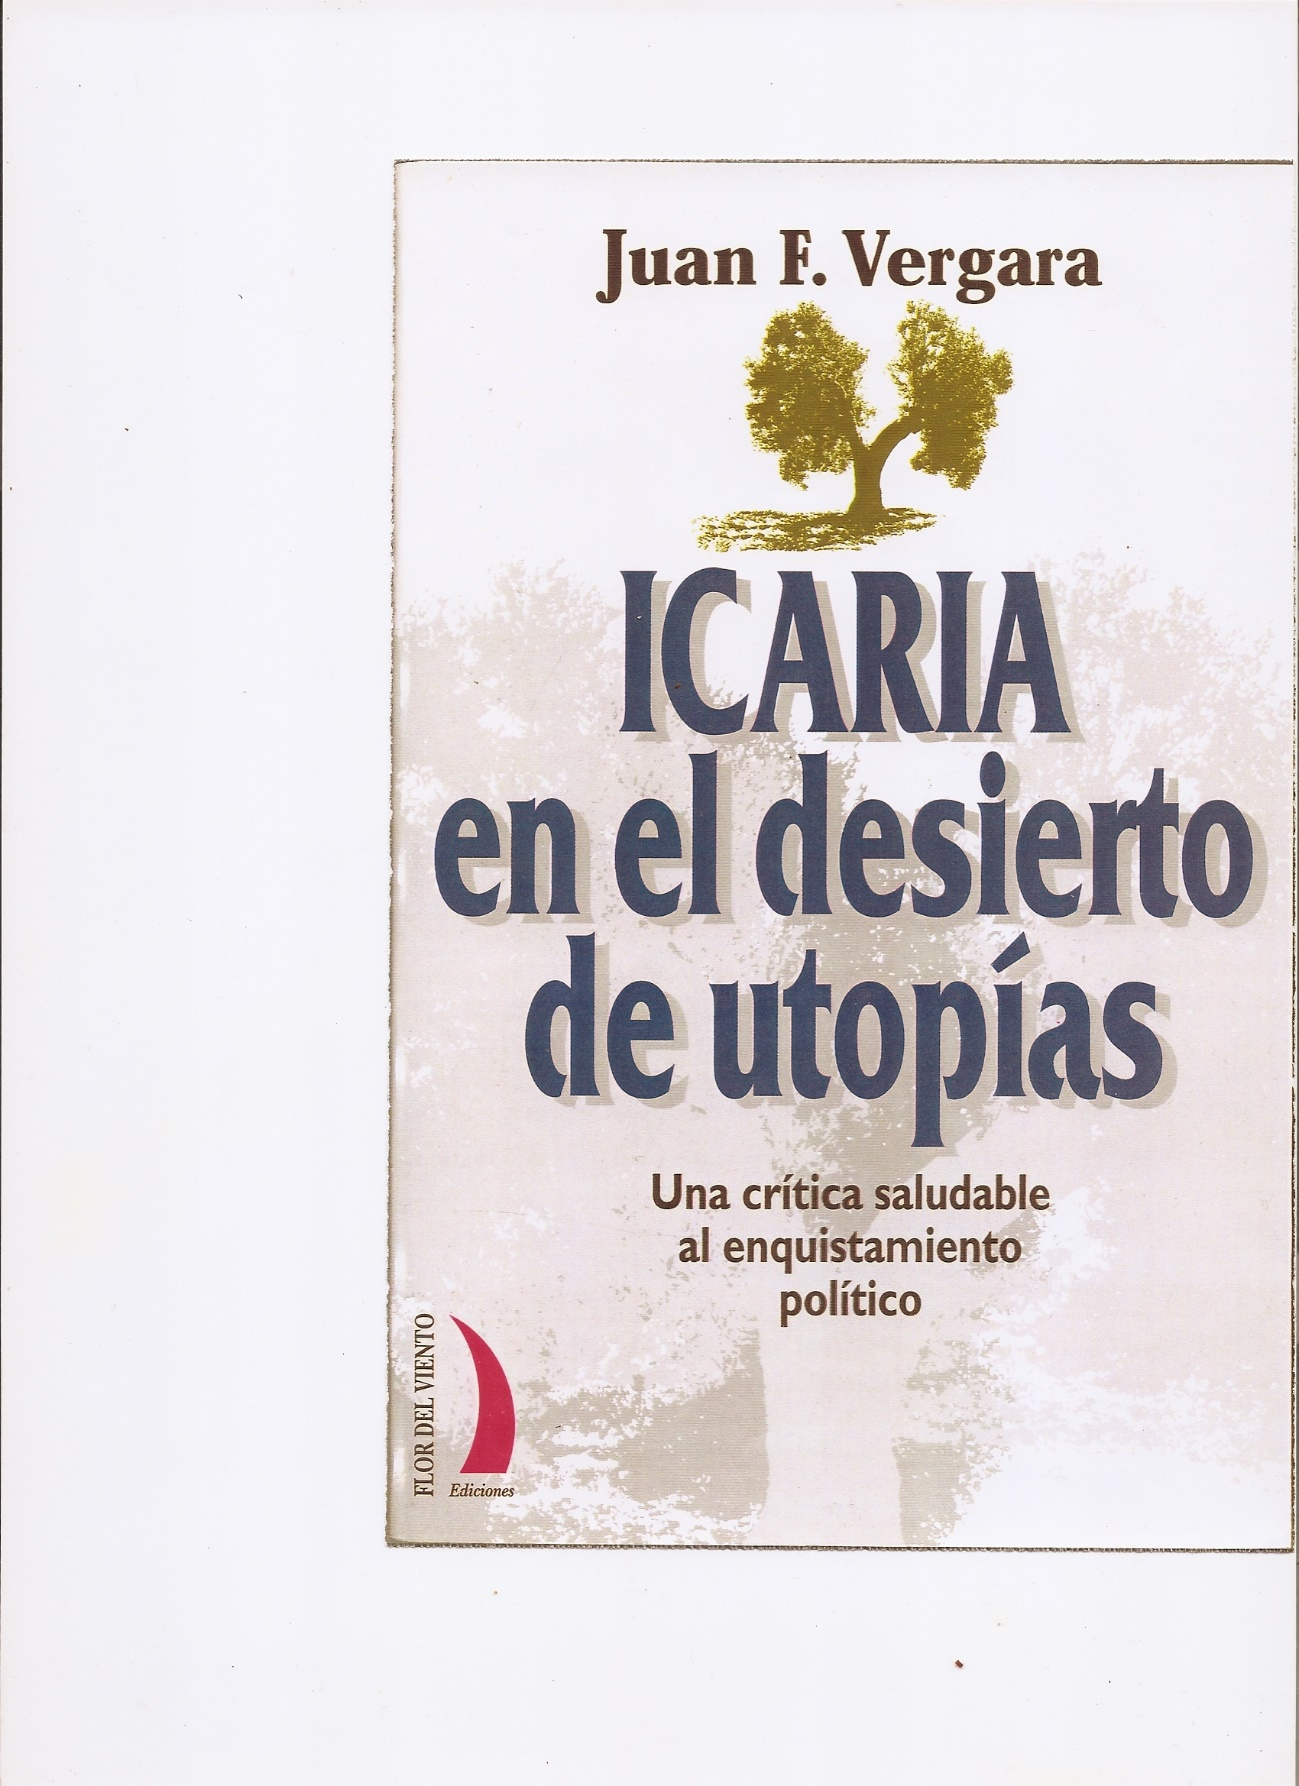 Juan F. Vergara
ICARIA
en el desierto
de utopías
Una crítica saludable
al enquistamiento
político
FLOR DEL VIENTO
Ediciones